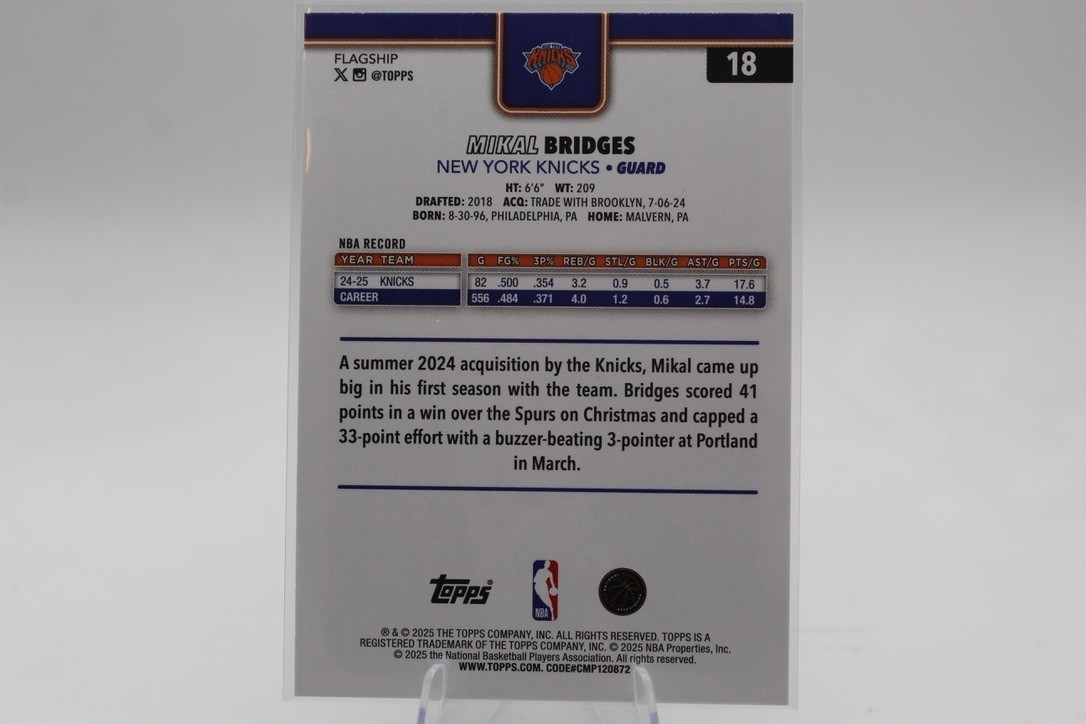 NEW YORK
KNICKS
FLAGSHIP
@TOPPS
18
MIKAL BRIDGES
NEW YORK KNICKS • GUARD
HT: 6'6" WT: 209
DRAFTED: 2018 ACQ: TRADE WITH BROOKLYN, 7-06-24
BORN: 8-30-96, PHILADELPHIA, PA HOME: MALVERN, PA
NBA RECORD
YEAR TEAM G FG% 3P% REB/G STL/G BLK/G AST/G PTS/G
24-25 KNICKS 82 .500 .354 3.2 0.9 0.5 3.7 17.6
CAREER 556 .484 .371 4.0 1.2 0.6 2.7 14.8
A summer 2024 acquisition by the Knicks, Mikal came up
big in his first season with the team. Bridges scored 41
points in a win over the Spurs on Christmas and capped a
33-point effort with a buzzer-beating 3-pointer at Portland
in March.
Topps®
NBA
® & © 2025 THE TOPPS COMPANY, INC. ALL RIGHTS RESERVED. TOPPS IS A
REGISTERED TRADEMARK OF THE TOPPS COMPANY, INC. © 2025 NBA Properties, Inc.
© 2025 the National Basketball Players Association. All rights reserved.
WWW.TOPPS.COM. CODE#CMP120872